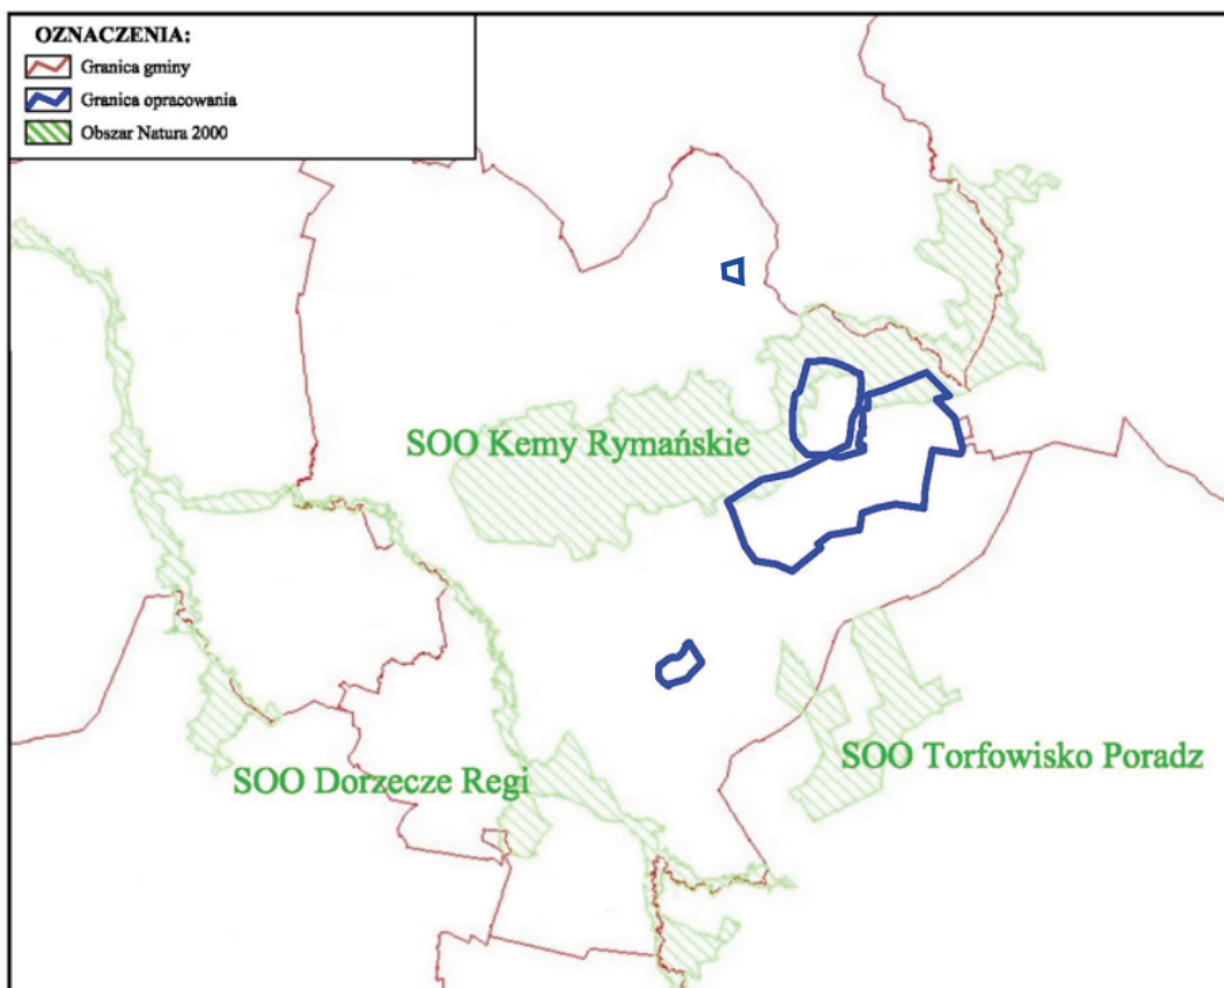 OZNACZENIA:
Granica gminy
Granica opracowania
Obszar Natura 2000
SOO Kemy Rymańskie
SOO Torfowisko Poradz
SOO Dorzecze Regi